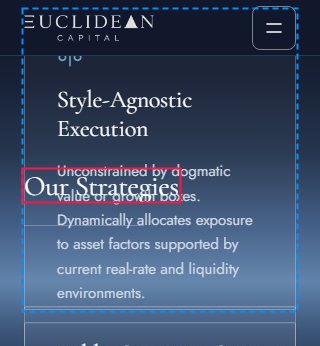 EUCLIDEAN
CAPITAL
Style-Agnostic
Execution
Unconstrained by dogmatic
Our Strategies
value or growth boxes.
Dynamically allocates exposure
to asset factors supported by
current real-rate and liquidity
environments.